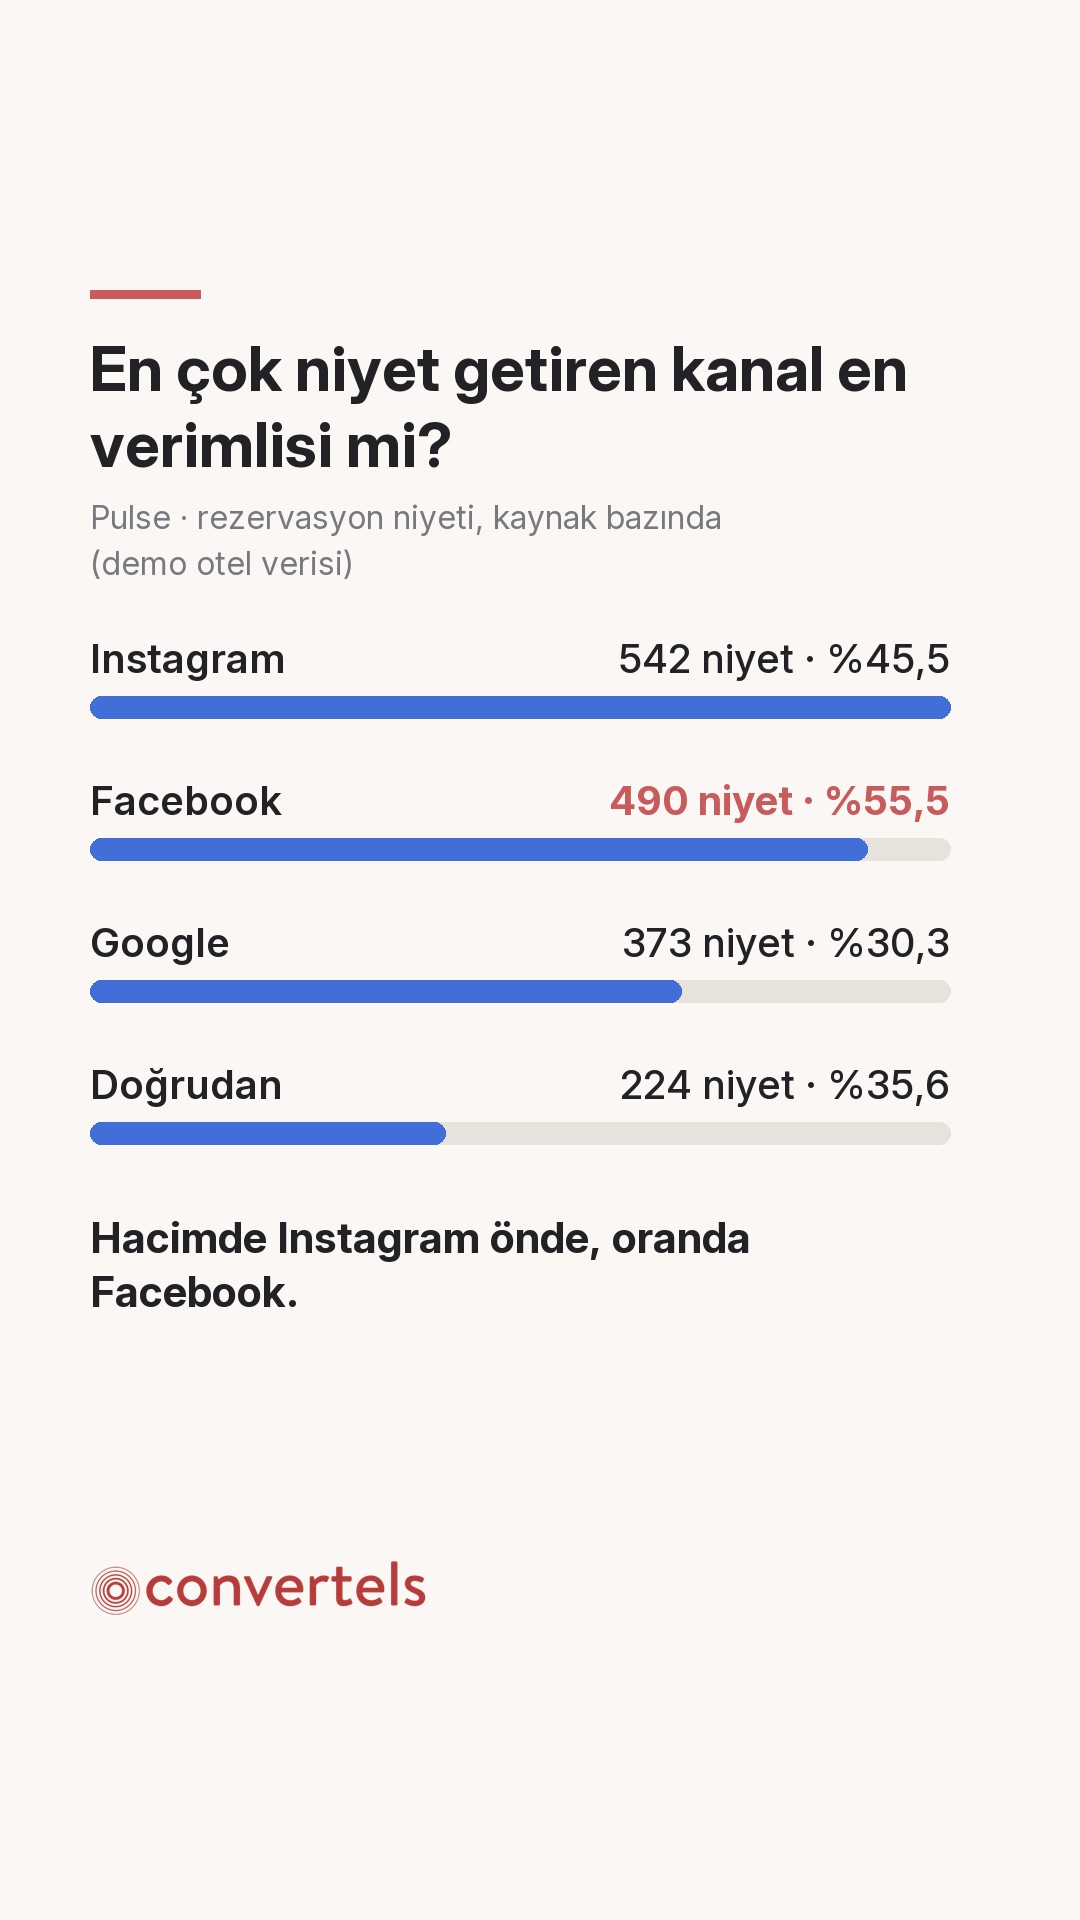 En çok niyet getiren kanal en
verimlisi mi?
Pulse · rezervasyon niyeti, kaynak bazında
(demo otel verisi)
Instagram 542 niyet · %45,5
Facebook 490 niyet · %55,5
Google 373 niyet · %30,3
Doğrudan 224 niyet · %35,6
Hacimde Instagram önde, oranda
Facebook.
convertels